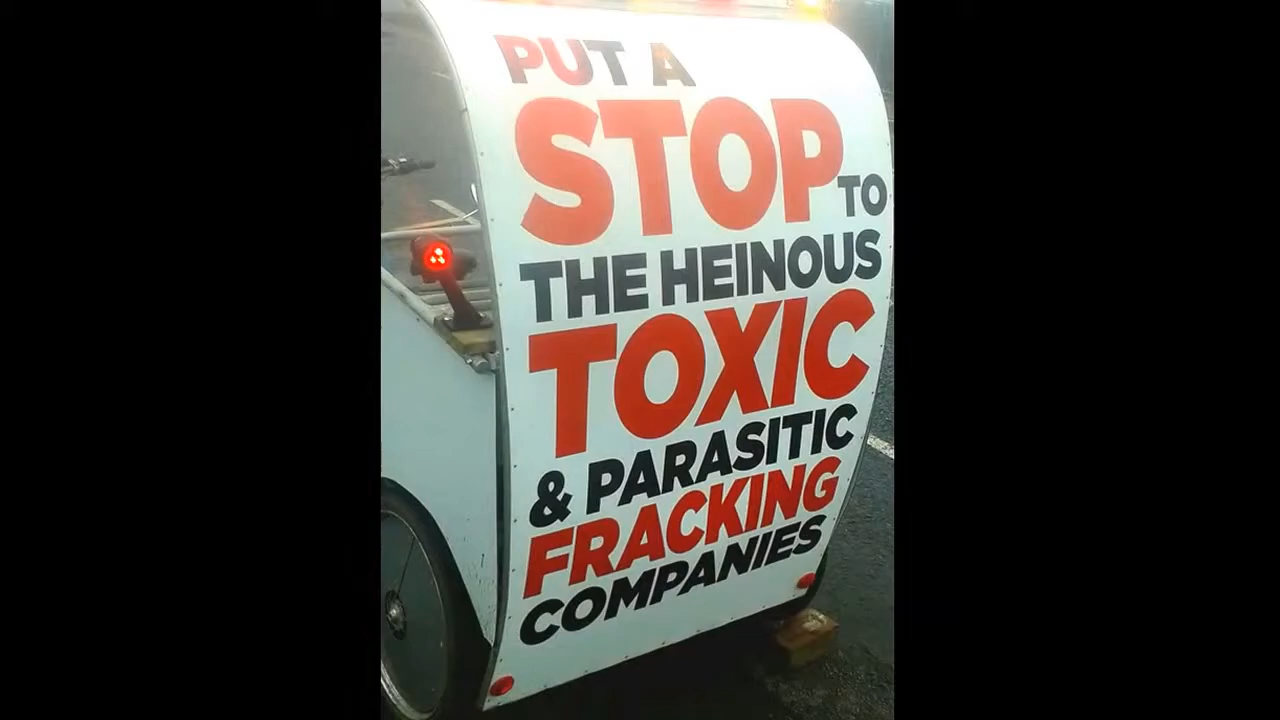 PUT A
STOP TO
THE HEINOUS
TOXIC
& PARASITIC
FRACKING
COMPANIES